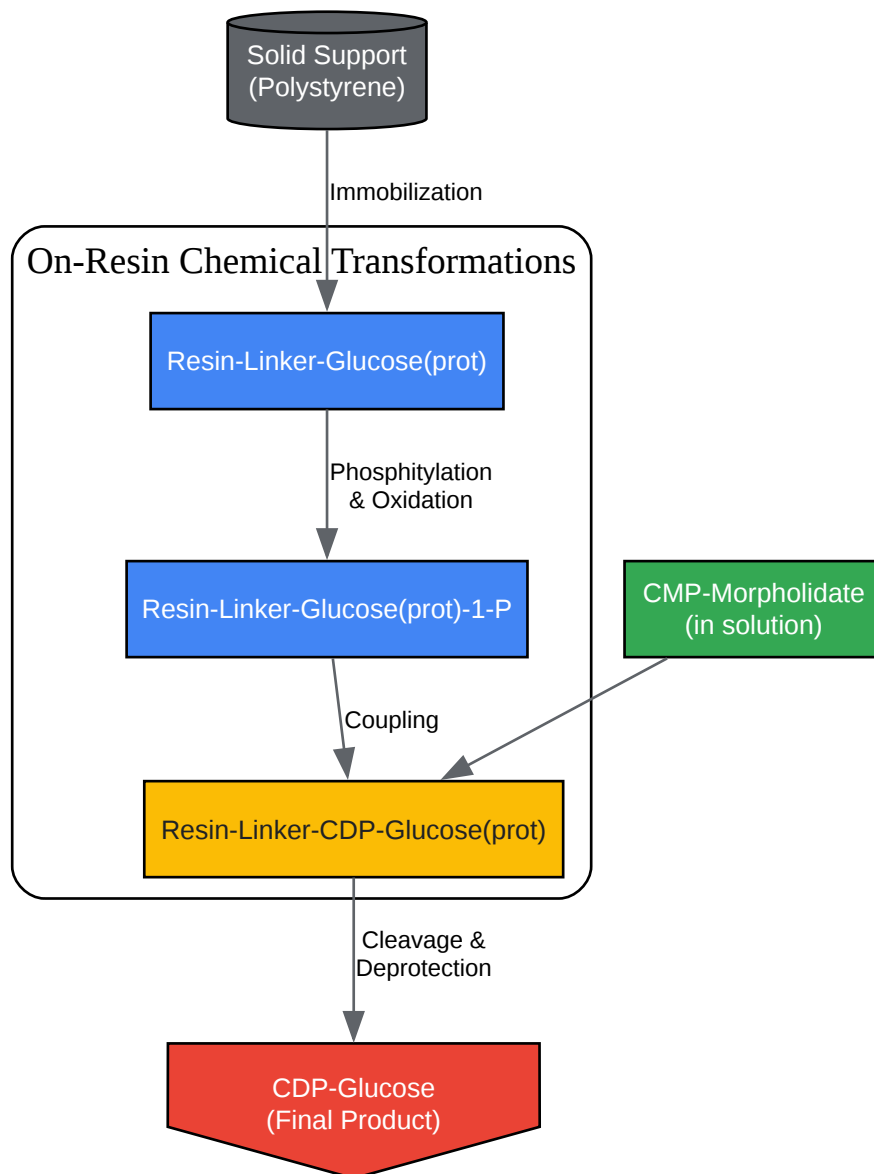 Solid Support
(Polystyrene)
Immobilization
On-Resin Chemical Transformations
Resin-Linker-Glucose(prot)
Phosphitylation
& Oxidation
Resin-Linker-Glucose(prot)-1-P
CMP-Morpholidate
(in solution)
Coupling
Resin-Linker-CDP-Glucose(prot)
Cleavage &
Deprotection
CDP-Glucose
(Final Product)